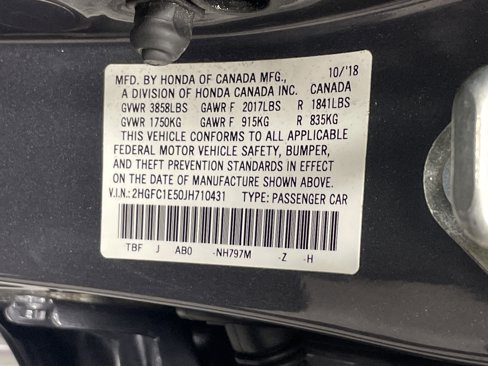 MFD. BY HONDA OF CANADA MFG., 10/'18
A DIVISION OF HONDA CANADA INC. CANADA
GVWR 3858LBS GAWR F 2017LBS R 1841LBS
GVWR 1750KG GAWR F 915KG R 835KG
THIS VEHICLE CONFORMS TO ALL APPLICABLE
FEDERAL MOTOR VEHICLE SAFETY, BUMPER,
AND THEFT PREVENTION STANDARDS IN EFFECT
ON THE DATE OF MANUFACTURE SHOWN ABOVE.
V.I.N.: 2HGFC1E50JH710431 TYPE: PASSENGER CAR
TBF J AB0 -NH797M -Z -H